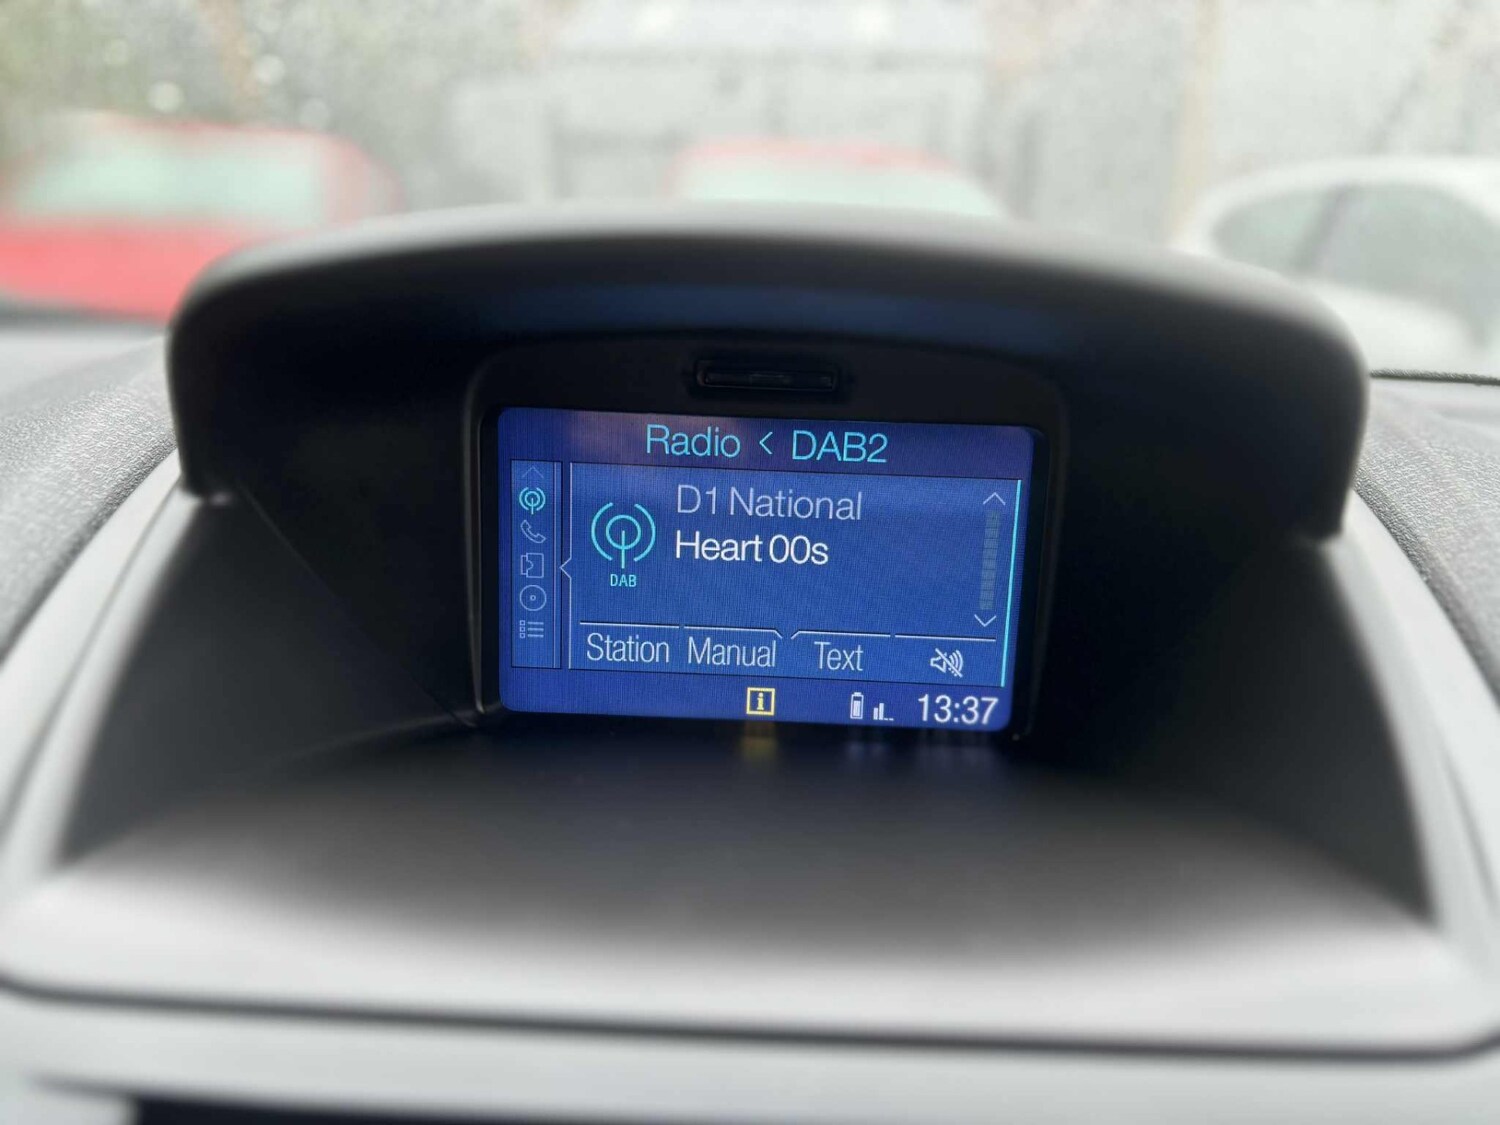 Radio < DAB2
D1 National
Heart 00s
DAB
Station Manual Text
i 13:37